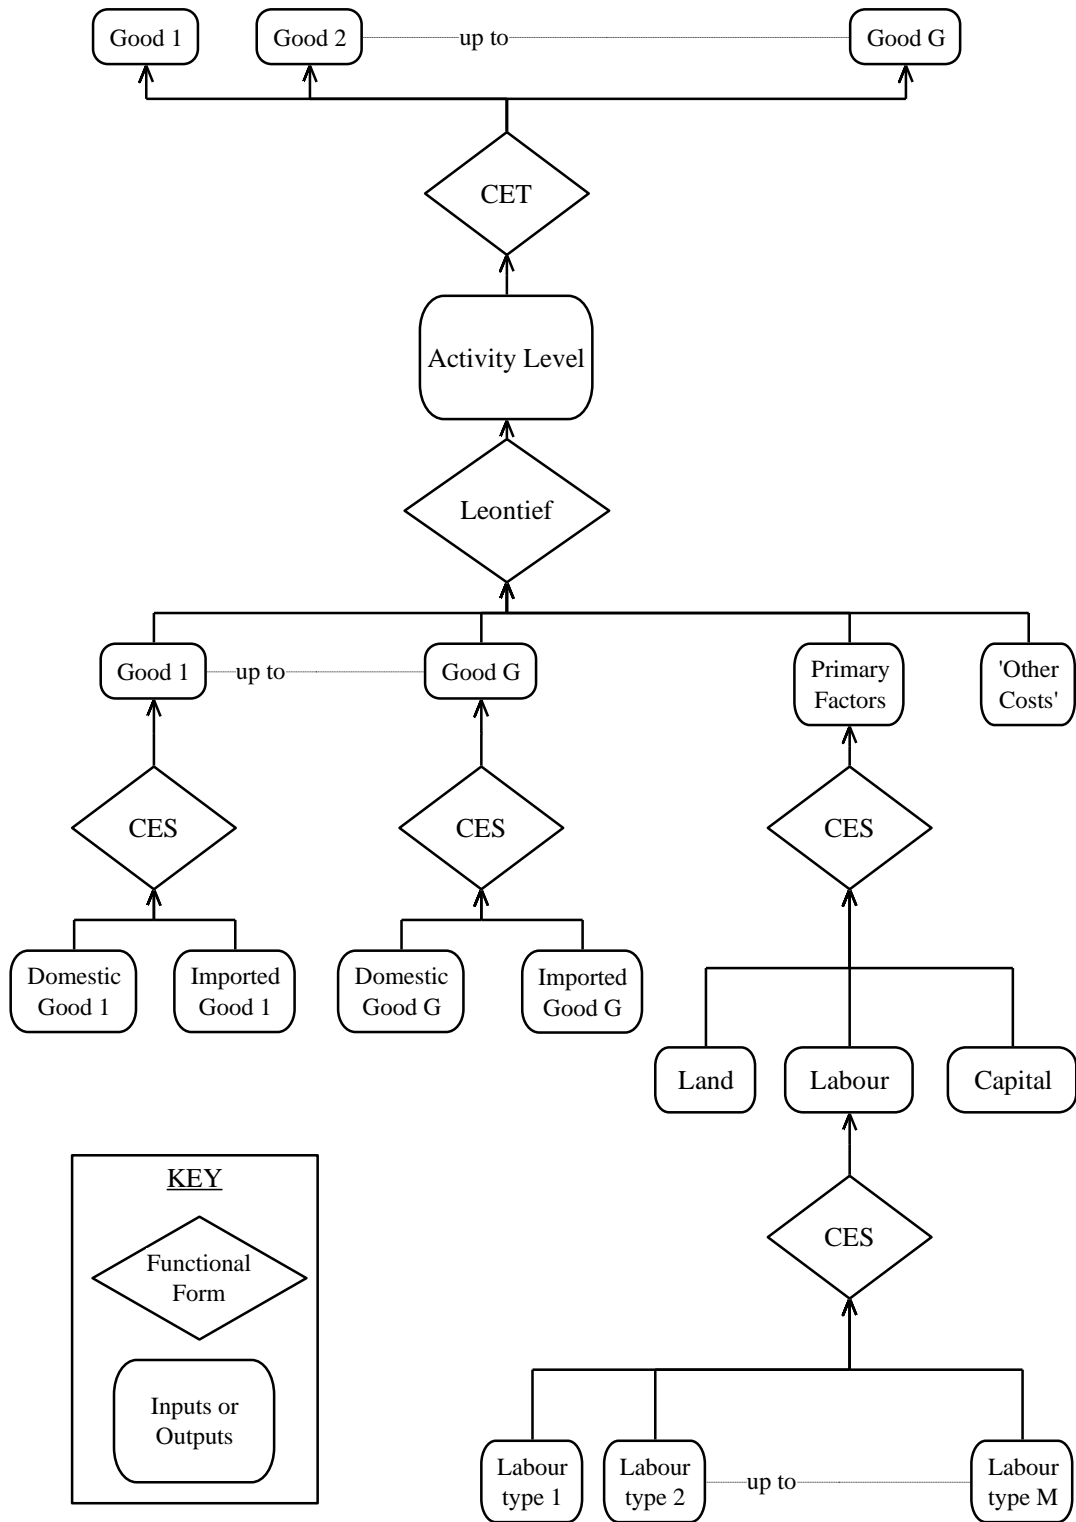 Good 1
Good 2
up to
Good G
CET
Activity Level
Leontief
Good 1
up to
Good G
Primary
Factors
'Other
Costs'
CES
CES
CES
Domestic
Good 1
Imported
Good 1
Domestic
Good G
Imported
Good G
Land
Labour
Capital
KEY
Functional
Form
Inputs or
Outputs
CES
Labour
type 1
Labour
type 2
up to
Labour
type M